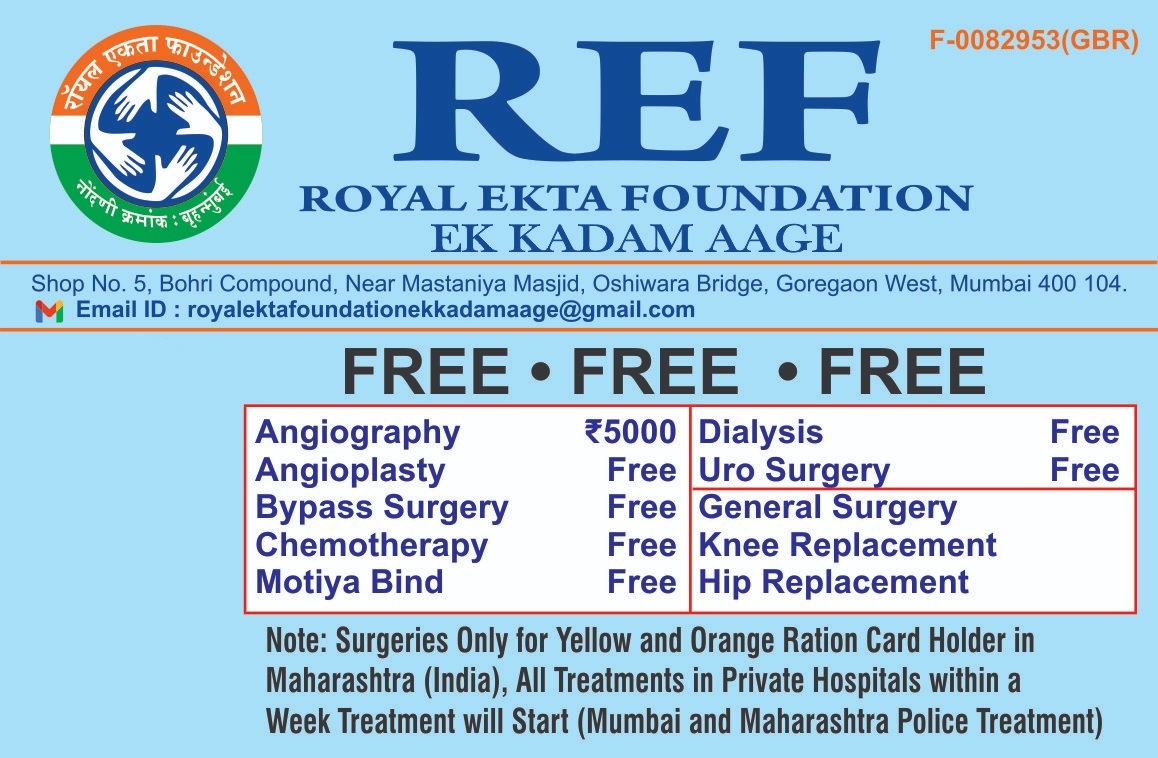 रॉयल एकता फाउन्डेशन
नोंदणी क्रमांक : बृहन्मुंबई
F-0082953(GBR)
REF
ROYAL EKTA FOUNDATION
EK KADAM AAGE
Shop No. 5, Bohri Compound, Near Mastaniya Masjid, Oshiwara Bridge, Goregaon West, Mumbai 400 104.
Email ID : royalektafoundationekkadamaage@gmail.com
FREE • FREE • FREE
Angiography ₹5000
Angioplasty Free
Bypass Surgery Free
Chemotherapy Free
Motiya Bind Free
Dialysis Free
Uro Surgery Free
General Surgery
Knee Replacement
Hip Replacement
Note: Surgeries Only for Yellow and Orange Ration Card Holder in
Maharashtra (India), All Treatments in Private Hospitals within a
Week Treatment will Start (Mumbai and Maharashtra Police Treatment)